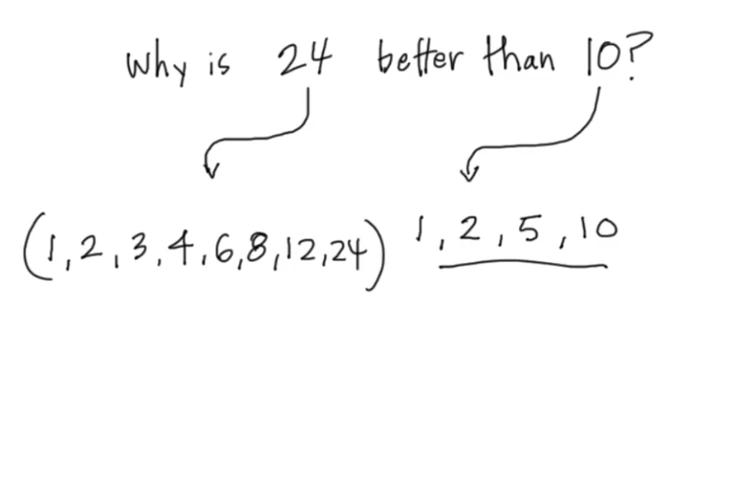 Why is 24 better than 10?
(1,2,3,4,6,8,12,24) 1,2,5,10